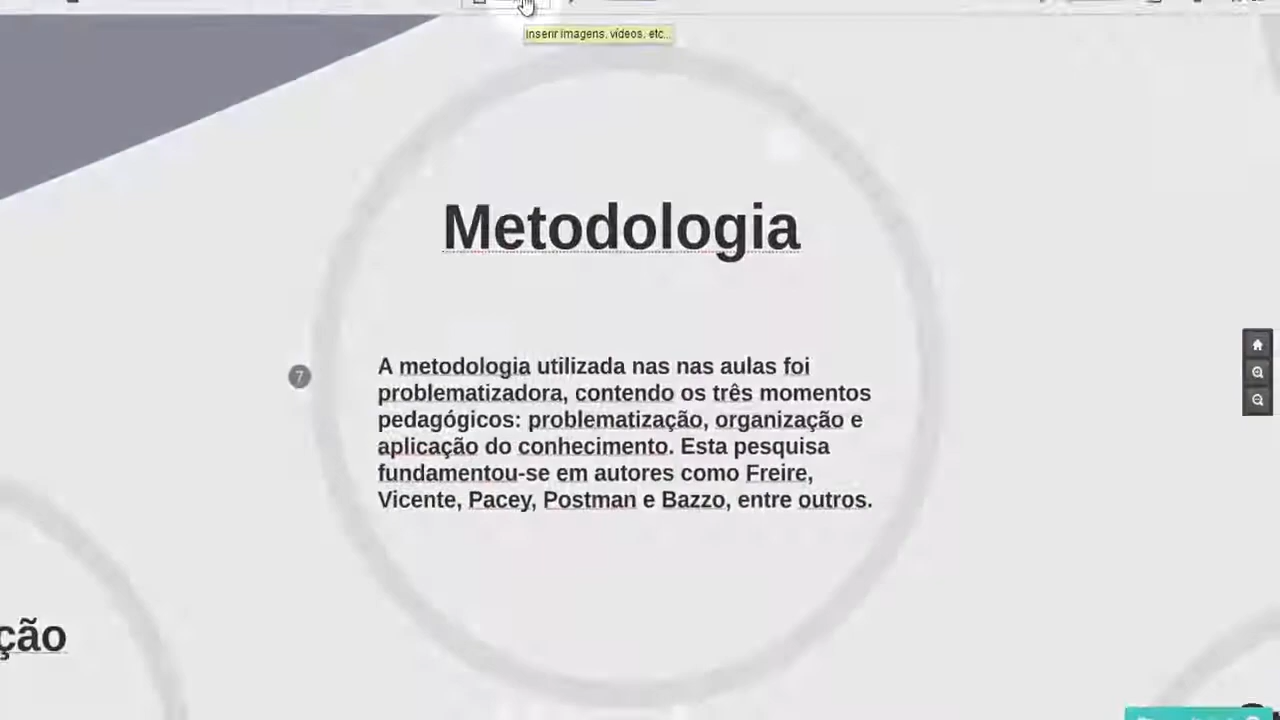 Inserir imagens, vídeos, etc...
Metodologia
7
A metodologia utilizada nas nas aulas foi
problematizadora, contendo os três momentos
pedagógicos: problematização, organização e
aplicação do conhecimento. Esta pesquisa
fundamentou-se em autores como Freire,
Vicente, Pacey, Postman e Bazzo, entre outros.
ção